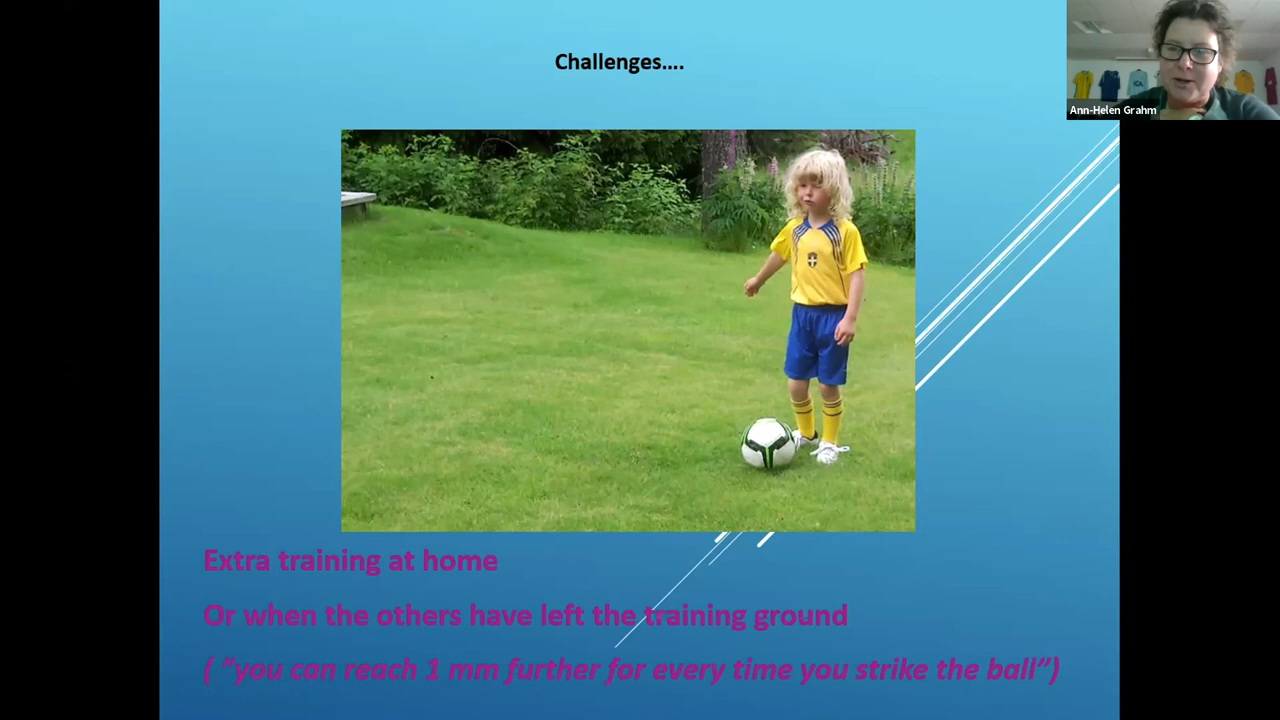 Challenges....
Ann-Helen Grahm
Extra training at home
Or when the others have left the training ground
( "you can reach 1 mm further for every time you strike the ball")